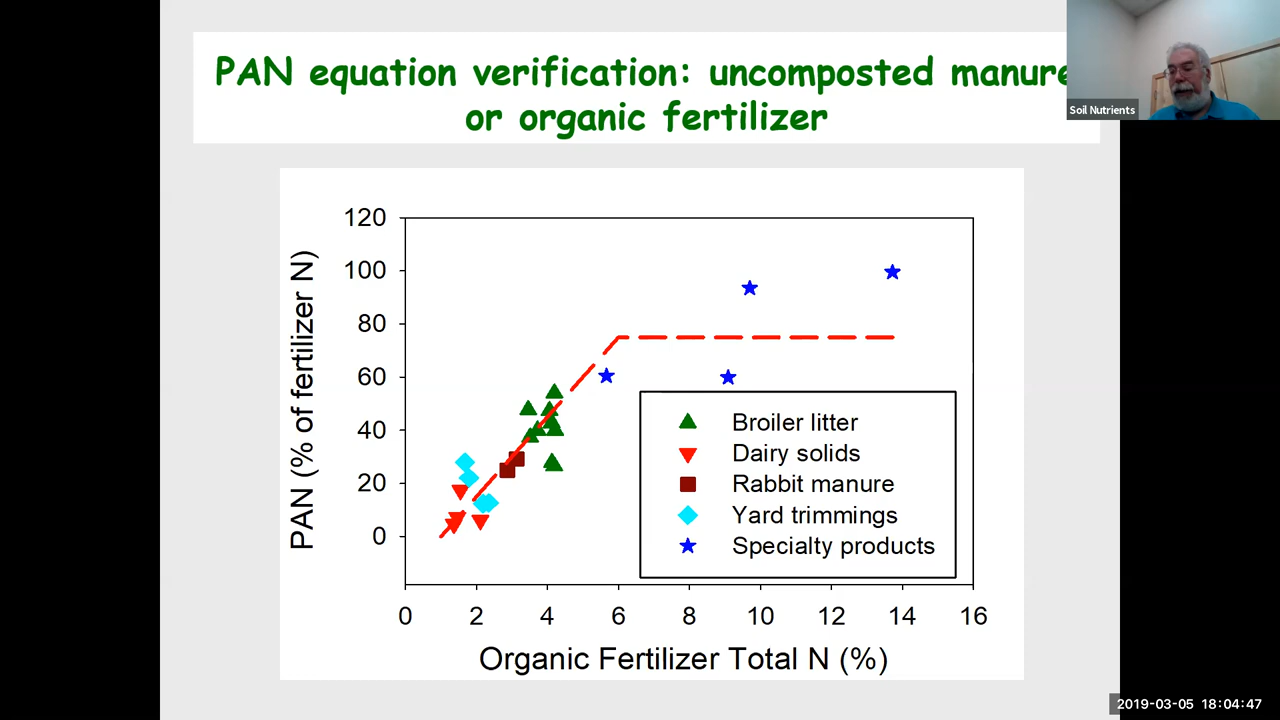 PAN equation verification: uncomposted manure
or organic fertilizer
Soil Nutrients
120
100
80
60
40
20
0
PAN (% of fertilizer N)
Broiler litter
Dairy solids
Rabbit manure
Yard trimmings
Specialty products
0 2 4 6 8 10 12 14 16
Organic Fertilizer Total N (%)
2019-03-05 18:04:47